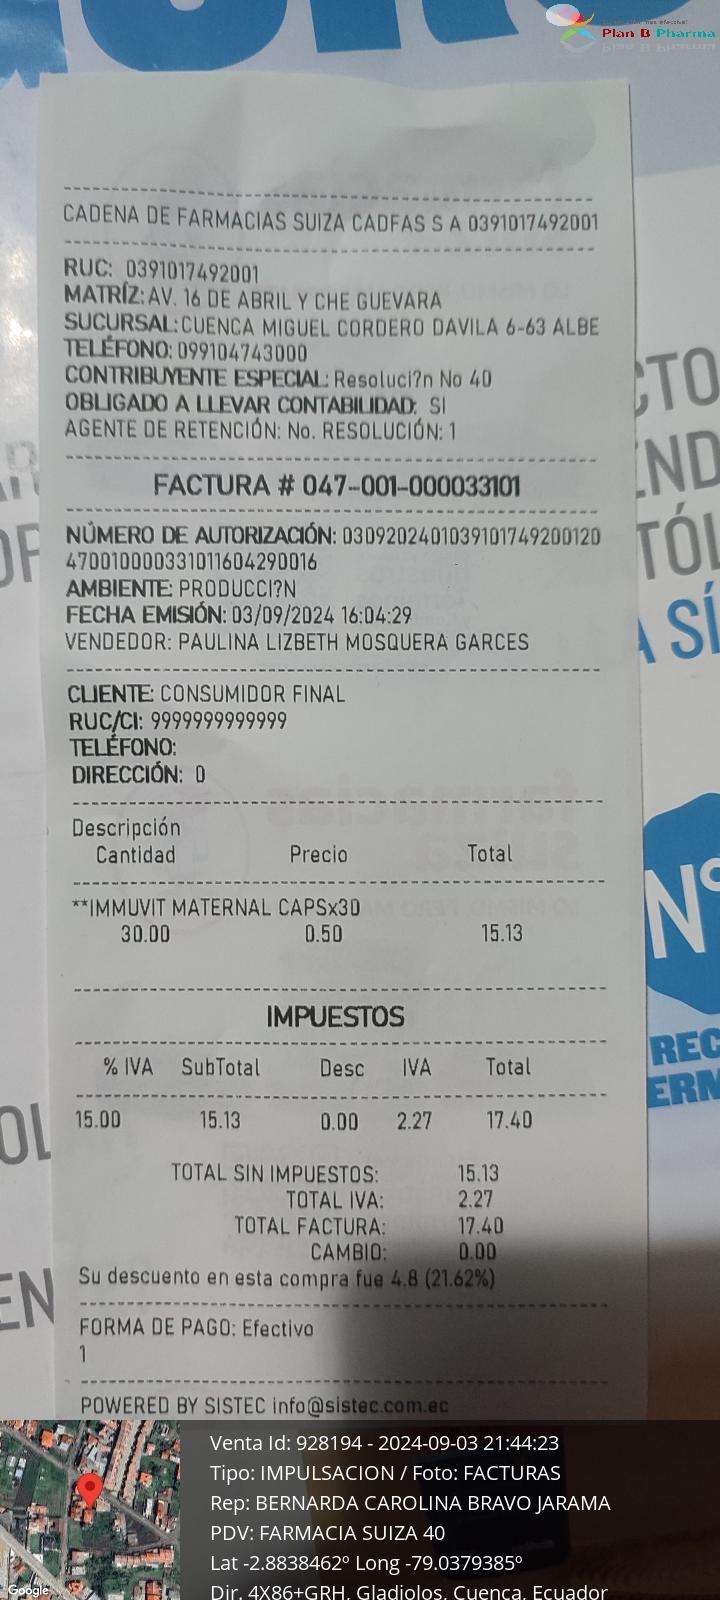 Plan B Pharma
CADENA DE FARMACIAS SUIZA CADFAS S A 0391017492001
RUC: 0391017492001
MATRÍZ: AV. 16 DE ABRIL Y CHE GUEVARA
SUCURSAL: CUENCA MIGUEL CORDERO DAVILA 6-63 ALBE
TELÉFONO: 099104743000
CONTRIBUYENTE ESPECIAL: Resoluci?n No 40
OBLIGADO A LLEVAR CONTABILIDAD: SI
AGENTE DE RETENCIÓN: No. RESOLUCIÓN: 1
FACTURA # 047-001-000033101
NÚMERO DE AUTORIZACIÓN: 0309202401039101749200120
470010000331011604290016
AMBIENTE: PRODUCCI?N
FECHA EMISIÓN: 03/09/2024 16:04:29
VENDEDOR: PAULINA LIZBETH MOSQUERA GARCES
CLIENTE: CONSUMIDOR FINAL
RUC/CI: 9999999999999
TELÉFONO:
DIRECCIÓN: 0
Descripción
Cantidad Precio Total
**IMMUVIT MATERNAL CAPSx30
30.00 0.50 15.13
IMPUESTOS
% IVA SubTotal Desc IVA Total
15.00 15.13 0.00 2.27 17.40
TOTAL SIN IMPUESTOS: 15.13
TOTAL IVA: 2.27
TOTAL FACTURA: 17.40
CAMBIO: 0.00
Su descuento en esta compra fue 4.8 (21.62%)
FORMA DE PAGO: Efectivo
1
POWERED BY SISTEC info@sistec.com.ec
Venta Id: 928194 - 2024-09-03 21:44:23
Tipo: IMPULSACION / Foto: FACTURAS
Rep: BERNARDA CAROLINA BRAVO JARAMA
PDV: FARMACIA SUIZA 40
Lat -2.8838462º Long -79.0379385º
Dir. 4X86+GRH, Gladiolos, Cuenca, Ecuador
Google